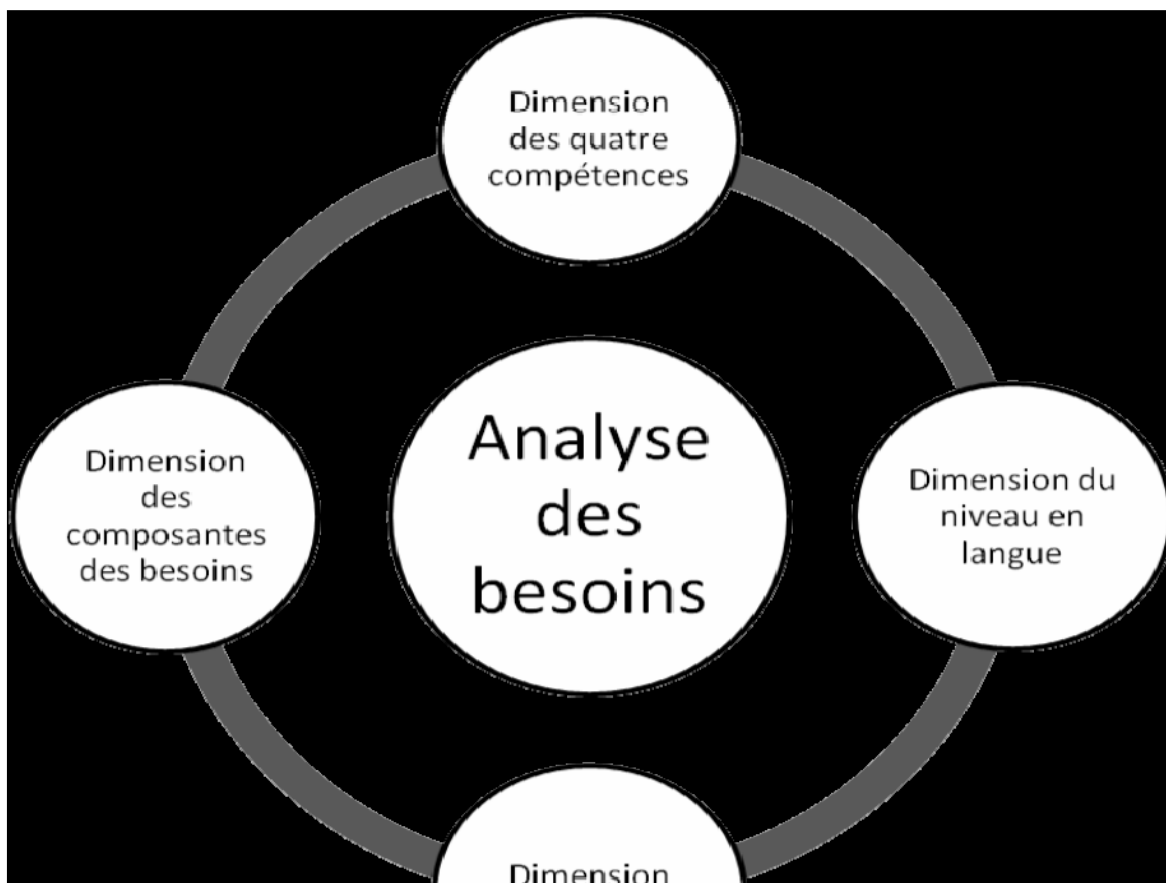 Dimension
des quatre
compétences
Dimension
des
composantes
des besoins
Analyse
des
besoins
Dimension du
niveau en
langue
Dimension